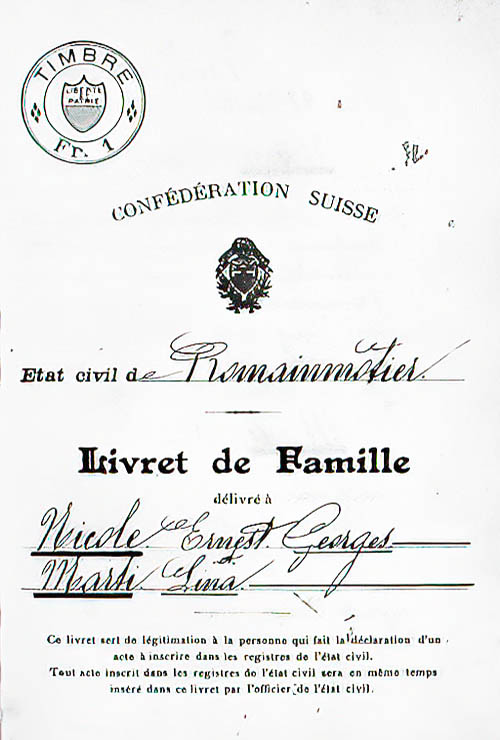 TIMBRE
LIBERTÉ
ET
PATRIE
Fr. 1
CONFÉDÉRATION SUISSE
Etat civil de Romainmôtier.
Livret de Famille
délivré à
Nicole Ernest Georges
Marti Lina
Ce livret sert de légitimation à la personne qui fait la déclaration d'un
acte à inscrire dans les registres de l'état civil.
Tout acte inscrit dans les registres de l'état civil sera en même temps
inséré dans ce livret par l'officier de l'état civil.